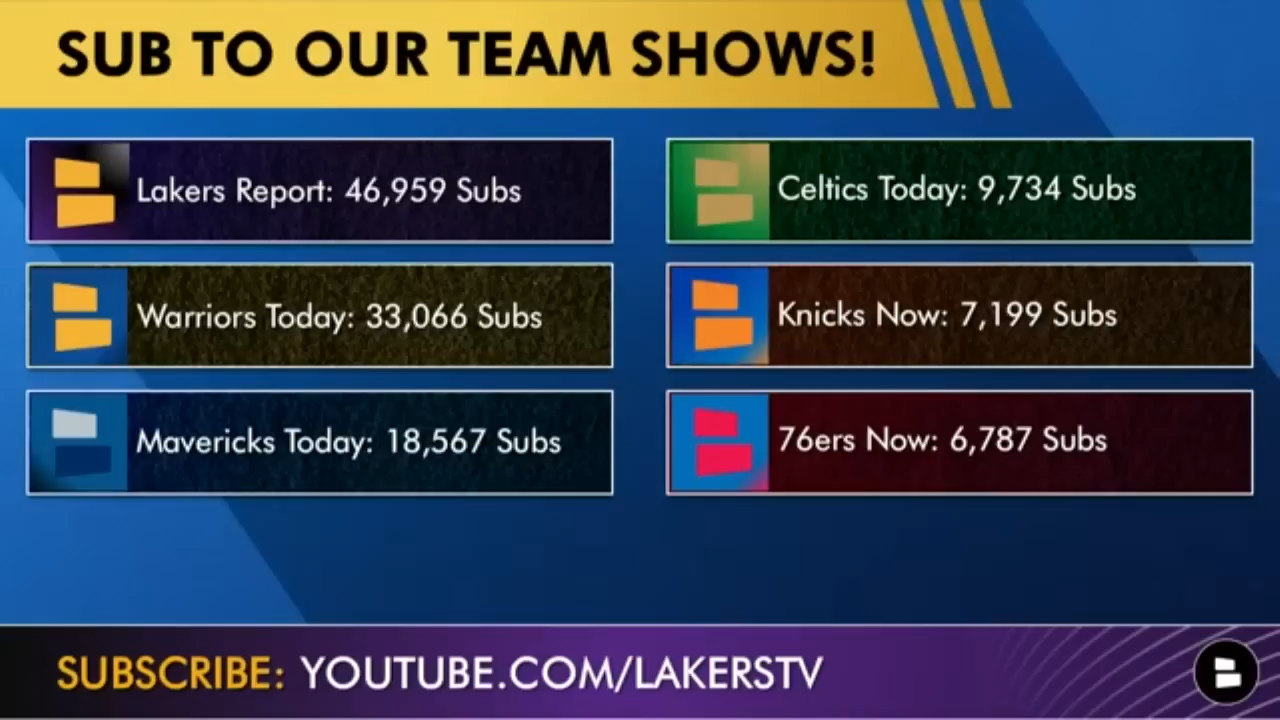 SUB TO OUR TEAM SHOWS!
Lakers Report: 46,959 Subs
Celtics Today: 9,734 Subs
Warriors Today: 33,066 Subs
Knicks Now: 7,199 Subs
Mavericks Today: 18,567 Subs
76ers Now: 6,787 Subs
SUBSCRIBE: YOUTUBE.COM/LAKERSTV